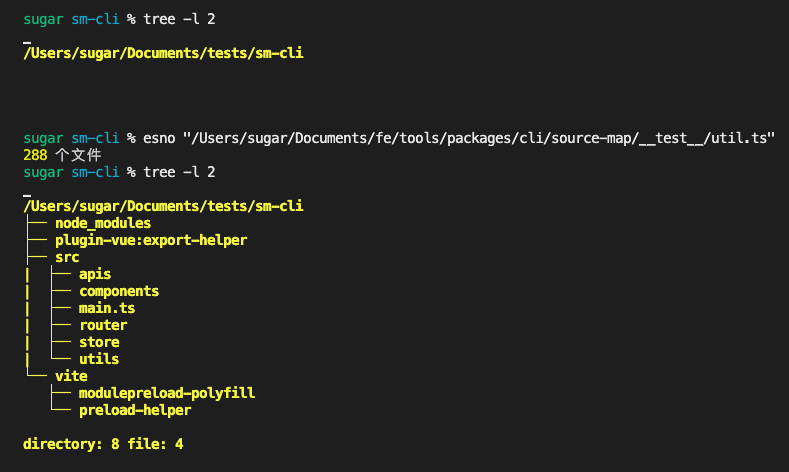 sugar sm-cli % tree -l 2
_
/Users/sugar/Documents/tests/sm-cli
sugar sm-cli % esno "/Users/sugar/Documents/fe/tools/packages/cli/source-map/__test__/util.ts"
288 个文件
sugar sm-cli % tree -l 2
_
/Users/sugar/Documents/tests/sm-cli
├── node_modules
├── plugin-vue:export-helper
├── src
|   ├── apis
|   ├── components
|   ├── main.ts
|   ├── router
|   ├── store
|   └── utils
└── vite
    ├── modulepreload-polyfill
    └── preload-helper
directory: 8 file: 4